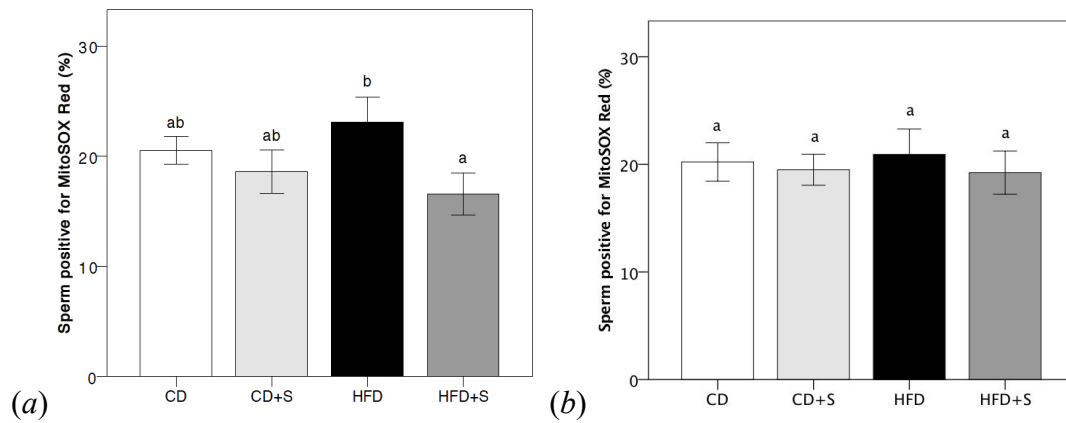 Sperm positive for MitoSOX Red (%)
30
20
10
0
ab
ab
b
a
CD
CD+S
HFD
HFD+S
(a)
Sperm positive for MitoSOX Red (%)
30
20
10
0
a
a
a
a
CD
CD+S
HFD
HFD+S
(b)